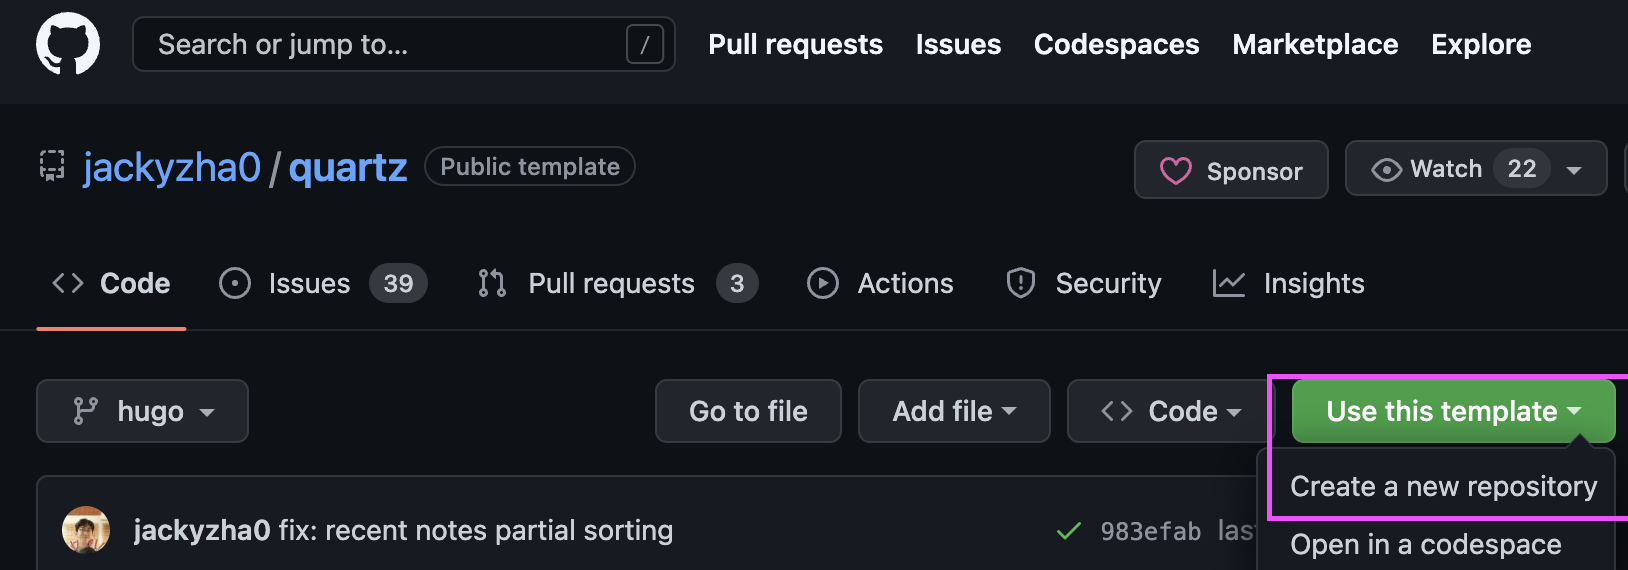 Search or jump to... /
Pull requests Issues Codespaces Marketplace Explore
jackyzha0 / quartz Public template
Sponsor Watch 22
Code Issues 39 Pull requests 3 Actions Security Insights
hugo Go to file Add file Code Use this template
Create a new repository
jackyzha0 fix: recent notes partial sorting 983efab las
Open in a codespace